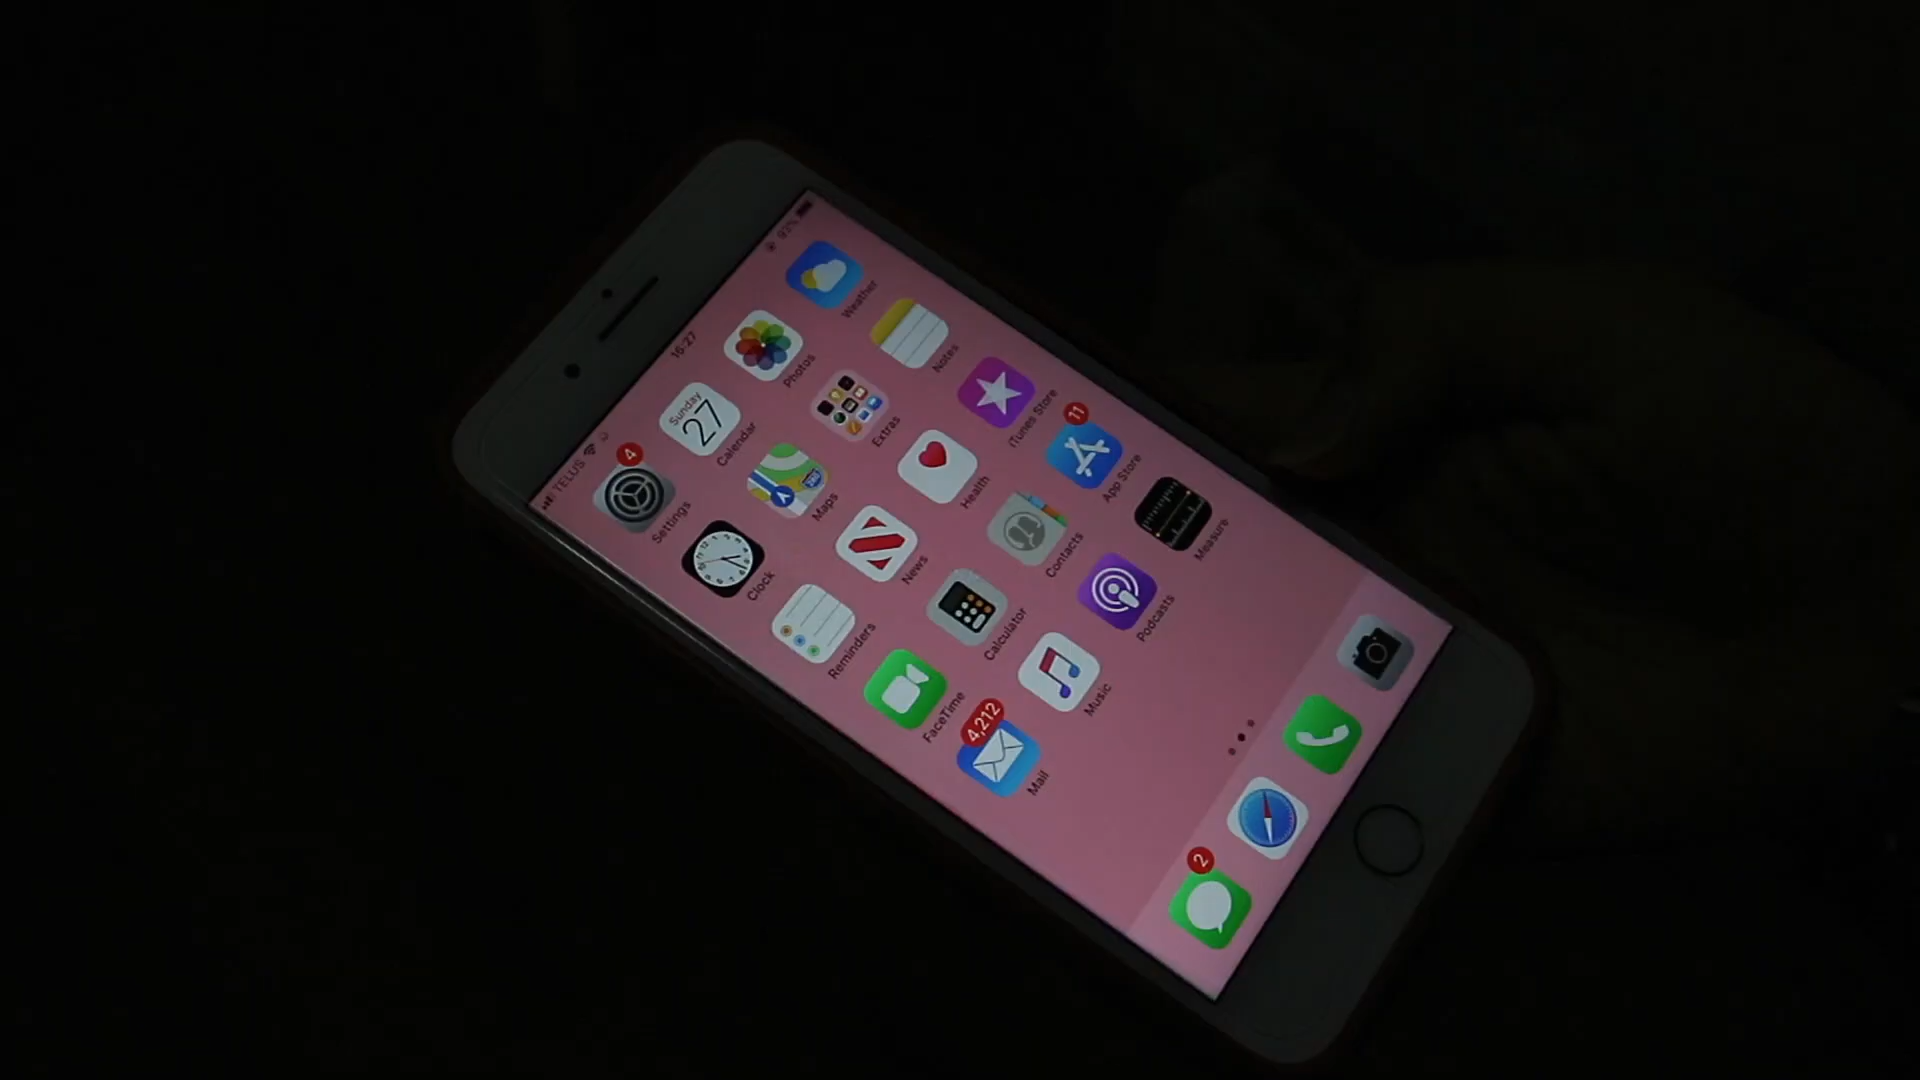 TELUS 16:27 93%
4
Sunday
27
Settings Calendar Photos Weather
Clock Maps Extras Notes
Reminders News Health iTunes Store
11
FaceTime Calculator Contacts App Store
4,212
Mail Music Podcasts Measure
2